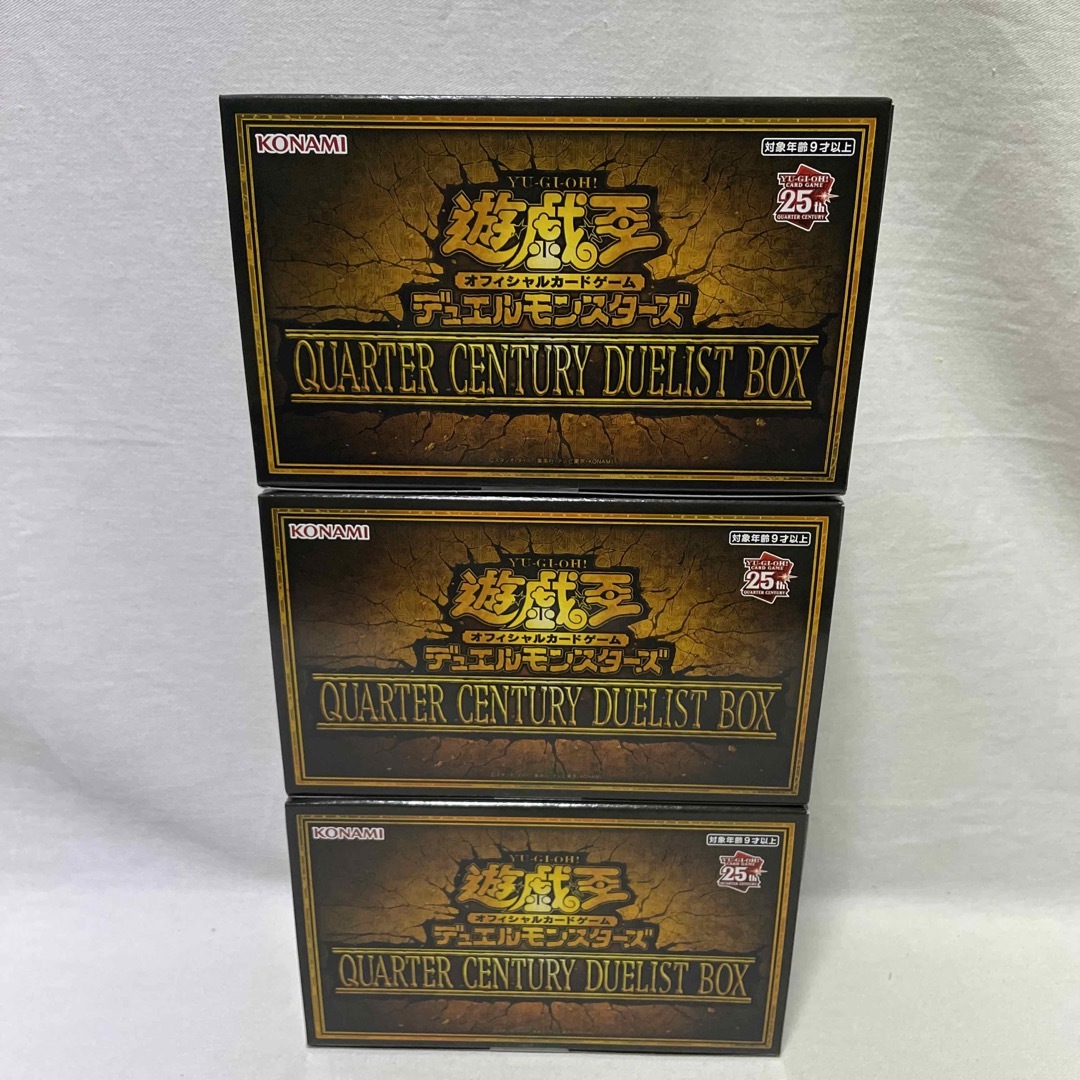 KONAMI
対象年齢9才以上
YU-GI-OH!
CARD GAME
25th
QUARTER CENTURY
YU-GI-OH!
遊戯王
オフィシャルカードゲーム
デュエルモンスターズ
QUARTER CENTURY DUELIST BOX
KONAMI
対象年齢9才以上
YU-GI-OH!
CARD GAME
25th
QUARTER CENTURY
YU-GI-OH!
遊戯王
オフィシャルカードゲーム
デュエルモンスターズ
QUARTER CENTURY DUELIST BOX
KONAMI
対象年齢9才以上
YU-GI-OH!
CARD GAME
25th
QUARTER CENTURY
YU-GI-OH!
遊戯王
オフィシャルカードゲーム
デュエルモンスターズ
QUARTER CENTURY DUELIST BOX